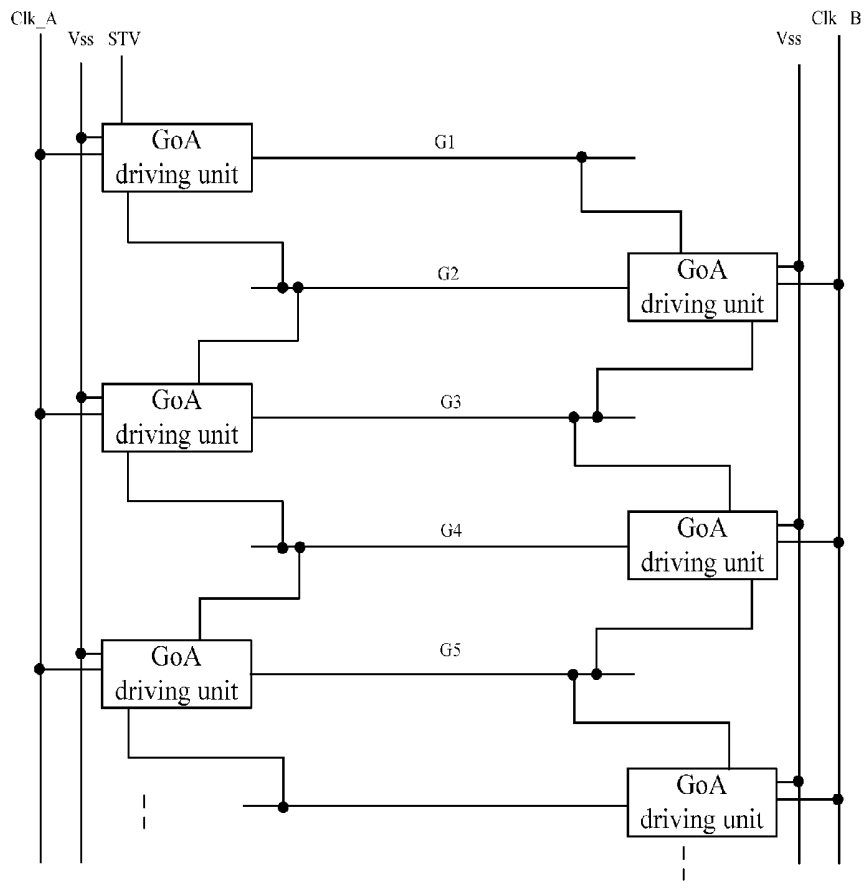 Clk_A
Clk_B
Vss STV
Vss
GoA
driving unit
G1
G2
GoA
driving unit
GoA
driving unit
G3
G4
GoA
driving unit
GoA
driving unit
G5
GoA
driving unit